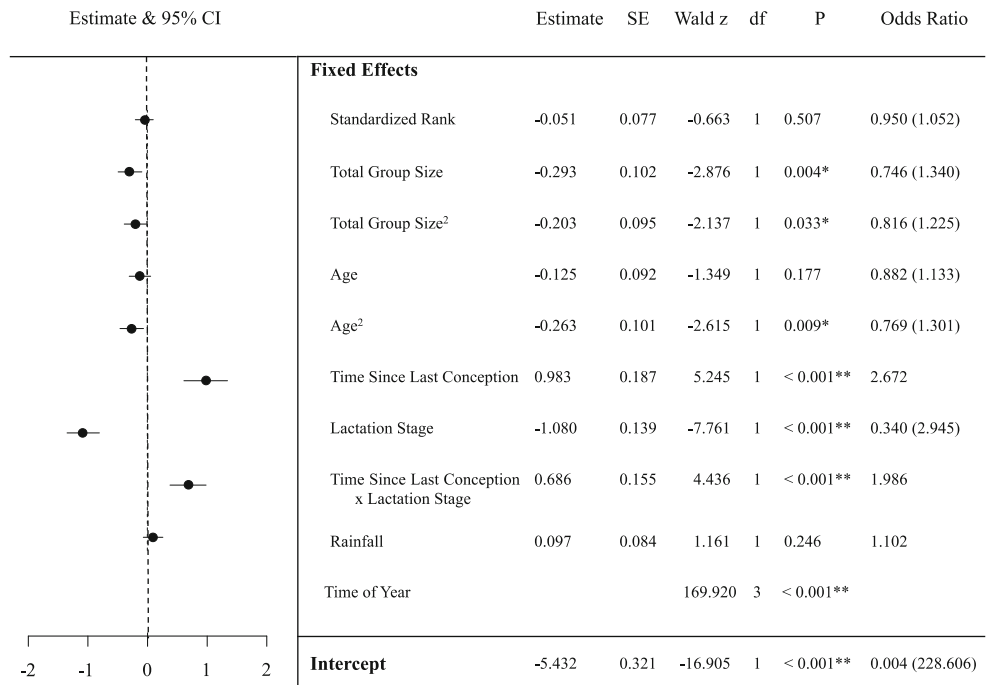 Estimate & 95% CI Estimate SE Wald z df P Odds Ratio
Fixed Effects
Standardized Rank -0.051 0.077 -0.663 1 0.507 0.950 (1.052)
Total Group Size -0.293 0.102 -2.876 1 0.004* 0.746 (1.340)
Total Group Size² -0.203 0.095 -2.137 1 0.033* 0.816 (1.225)
Age -0.125 0.092 -1.349 1 0.177 0.882 (1.133)
Age² -0.263 0.101 -2.615 1 0.009* 0.769 (1.301)
Time Since Last Conception 0.983 0.187 5.245 1 < 0.001** 2.672
Lactation Stage -1.080 0.139 -7.761 1 < 0.001** 0.340 (2.945)
Time Since Last Conception 0.686 0.155 4.436 1 < 0.001** 1.986
x Lactation Stage
Rainfall 0.097 0.084 1.161 1 0.246 1.102
Time of Year 169.920 3 < 0.001**
-2 -1 0 1 2
Intercept -5.432 0.321 -16.905 1 < 0.001** 0.004 (228.606)